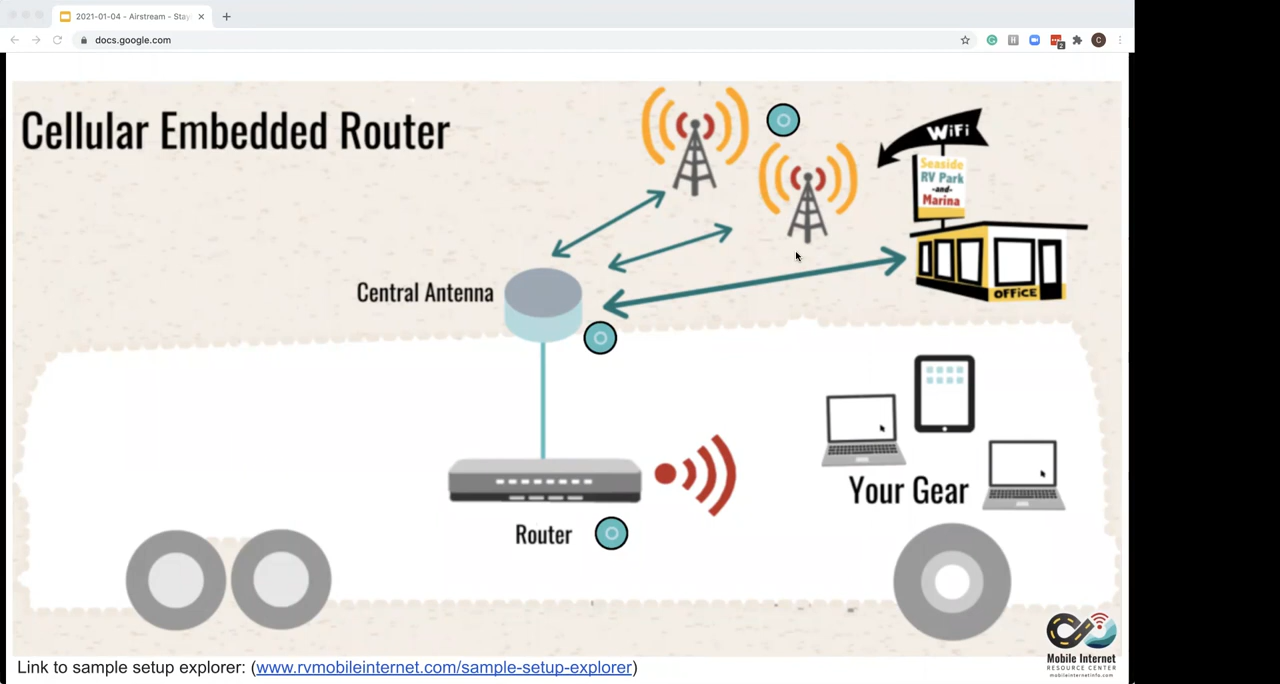 2021-01-04 - Airstream - Stay
docs.google.com
Cellular Embedded Router
WiFi
Seaside
RV Park
-and-
Marina
OFFiCE
Central Antenna
Your Gear
Router
Mobile Internet
RESOURCE CENTER
mobileinternetinfo.com
Link to sample setup explorer: (www.rvmobileinternet.com/sample-setup-explorer)